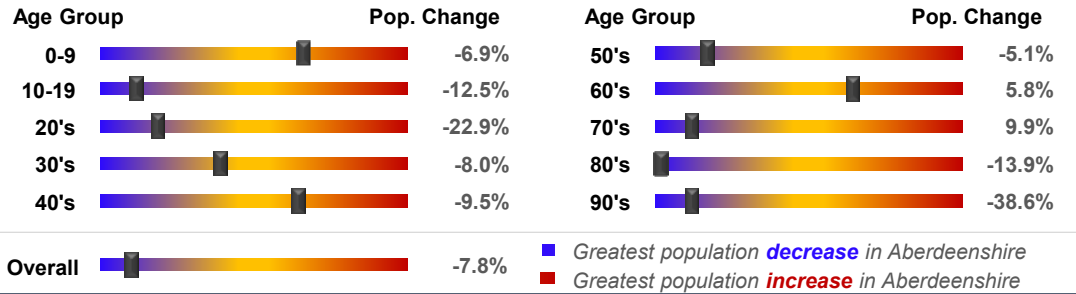 Age Group Pop. Change
0-9 -6.9%
10-19 -12.5%
20's -22.9%
30's -8.0%
40's -9.5%
Age Group Pop. Change
50's -5.1%
60's 5.8%
70's 9.9%
80's -13.9%
90's -38.6%
Overall -7.8%
Greatest population decrease in Aberdeenshire
Greatest population increase in Aberdeenshire